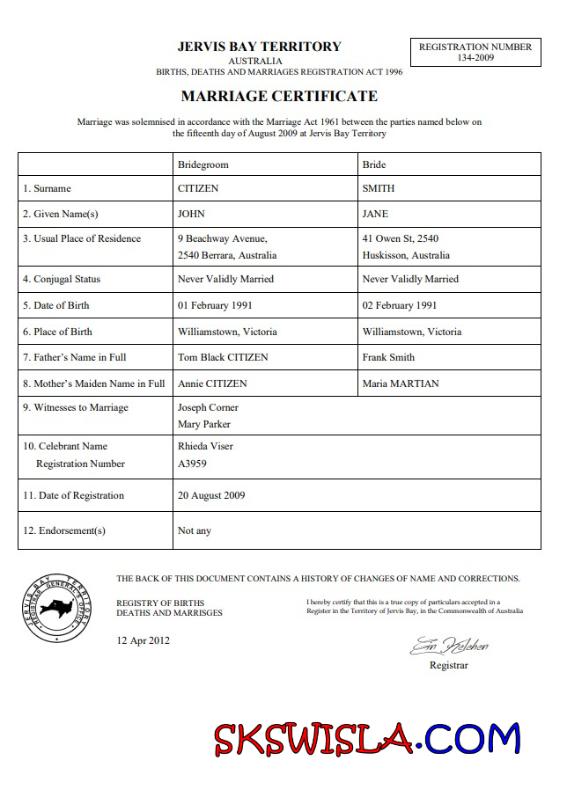 JERVIS BAY TERRITORY
AUSTRALIA
BIRTHS, DEATHS AND MARRIAGES REGISTRATION ACT 1996
REGISTRATION NUMBER
134-2009
MARRIAGE CERTIFICATE
Marriage was solemnised in accordance with the Marriage Act 1961 between the parties named below on
the fifteenth day of August 2009 at Jervis Bay Territory
Bridegroom Bride
1. Surname CITIZEN SMITH
2. Given Name(s) JOHN JANE
3. Usual Place of Residence 9 Beachway Avenue, 41 Owen St, 2540
2540 Berrara, Australia Huskisson, Australia
4. Conjugal Status Never Validly Married Never Validly Married
5. Date of Birth 01 February 1991 02 February 1991
6. Place of Birth Williamstown, Victoria Williamstown, Victoria
7. Father's Name in Full Tom Black CITIZEN Frank Smith
8. Mother's Maiden Name in Full Annie CITIZEN Maria MARTIAN
9. Witnesses to Marriage Joseph Corner
Mary Parker
10. Celebrant Name Rhieda Viser
Registration Number A3959
11. Date of Registration 20 August 2009
12. Endorsement(s) Not any
JERVIS BAY TERRITORY
REGISTRAR GENERAL'S OFFICE
THE BACK OF THIS DOCUMENT CONTAINS A HISTORY OF CHANGES OF NAME AND CORRECTIONS.
REGISTRY OF BIRTHS
DEATHS AND MARRISGES
12 Apr 2012
I hereby certify that this is a true copy of particulars accepted in a
Register in the Territory of Jervis Bay, in the Commonwealth of Australia
Registrar
SKSWISLA.COM